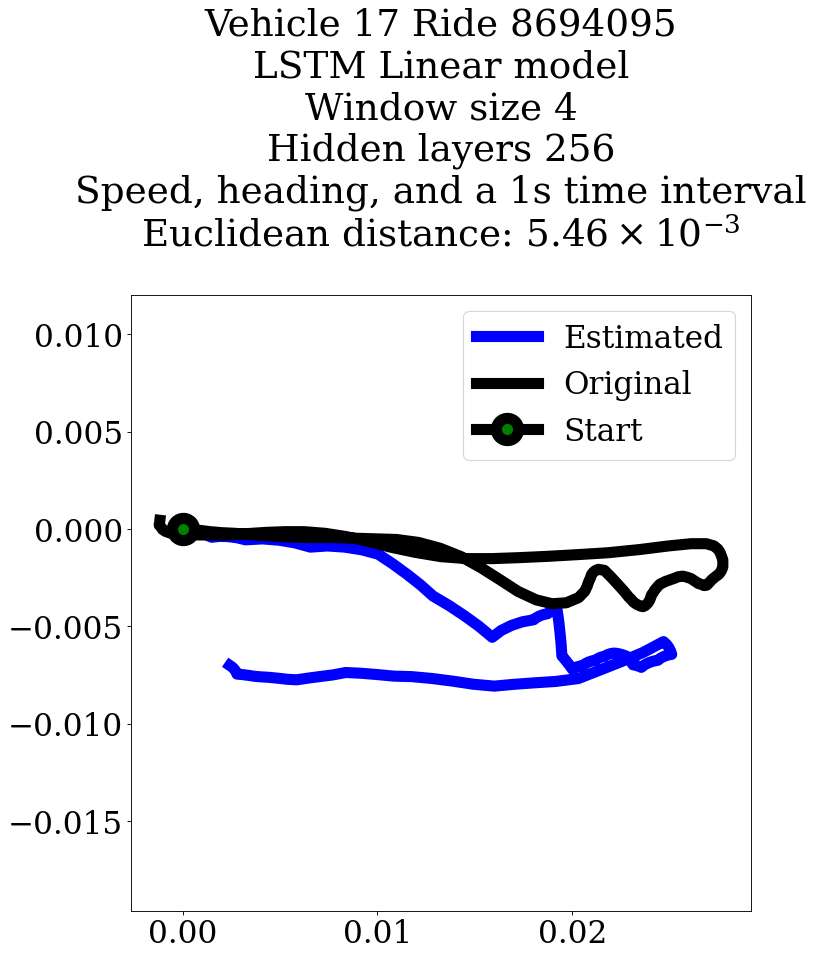 Vehicle 17 Ride 8694095
LSTM Linear model
Window size 4
Hidden layers 256
Speed, heading, and a 1s time interval
Euclidean distance: 5.46 × 10⁻³
Estimated
Original
Start
0.010
0.005
0.000
−0.005
−0.010
−0.015
0.00 0.01 0.02